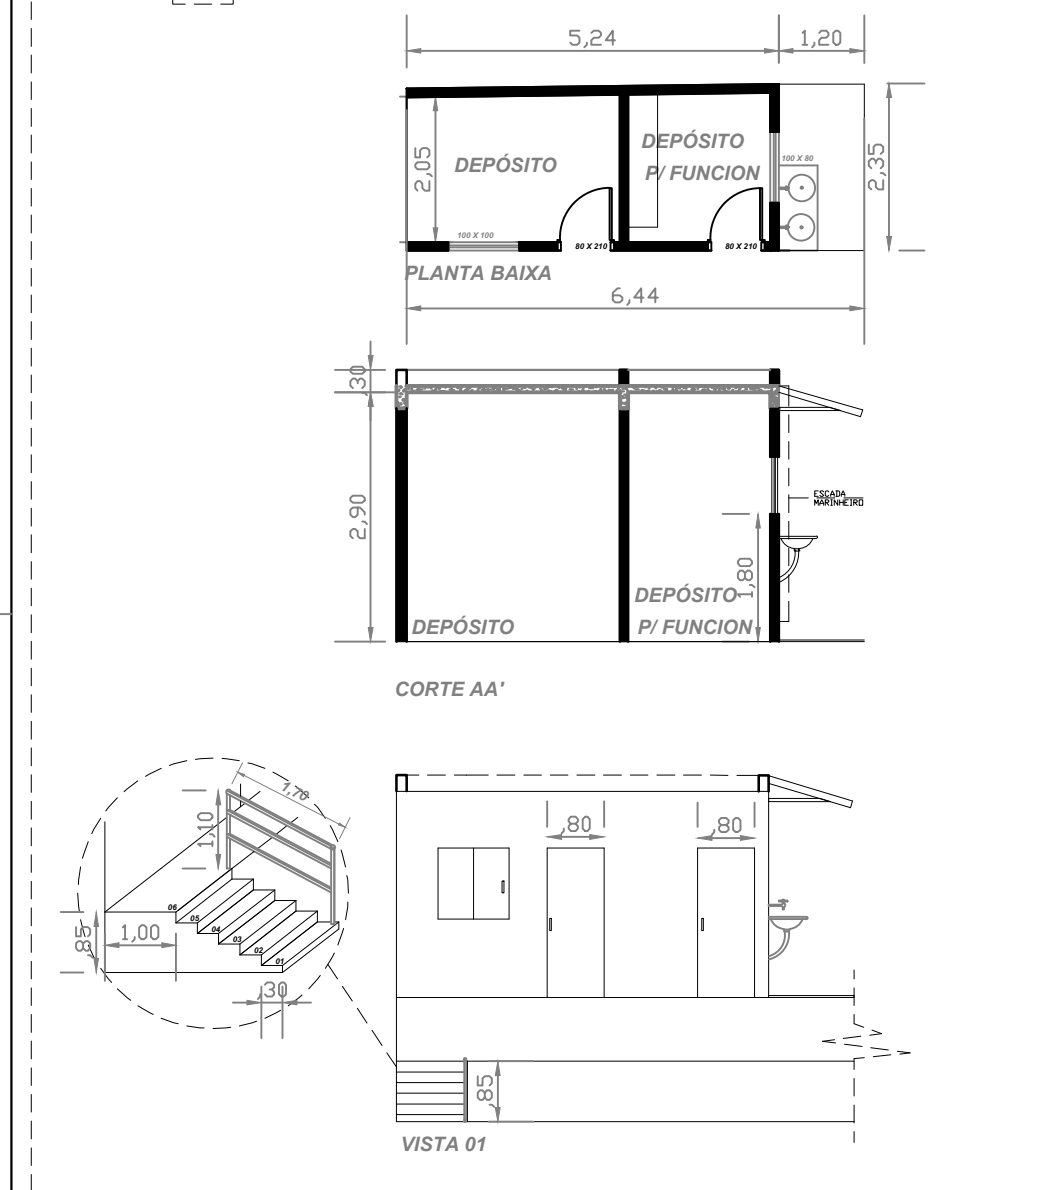 5,24
1,20
2,05
DEPÓSITO
DEPÓSITO
P/ FUNCION
100 X 80
2,35
100 X 100
80 X 210
80 X 210
PLANTA BAIXA
6,44
,30
2,90
ESCADA
MARINHEIRO
1,80
DEPÓSITO
DEPÓSITO
P/ FUNCION
CORTE AA'
1,70
1,10
06
05
04
03
02
01
,85
1,00
,30
,80
,80
,85
VISTA 01